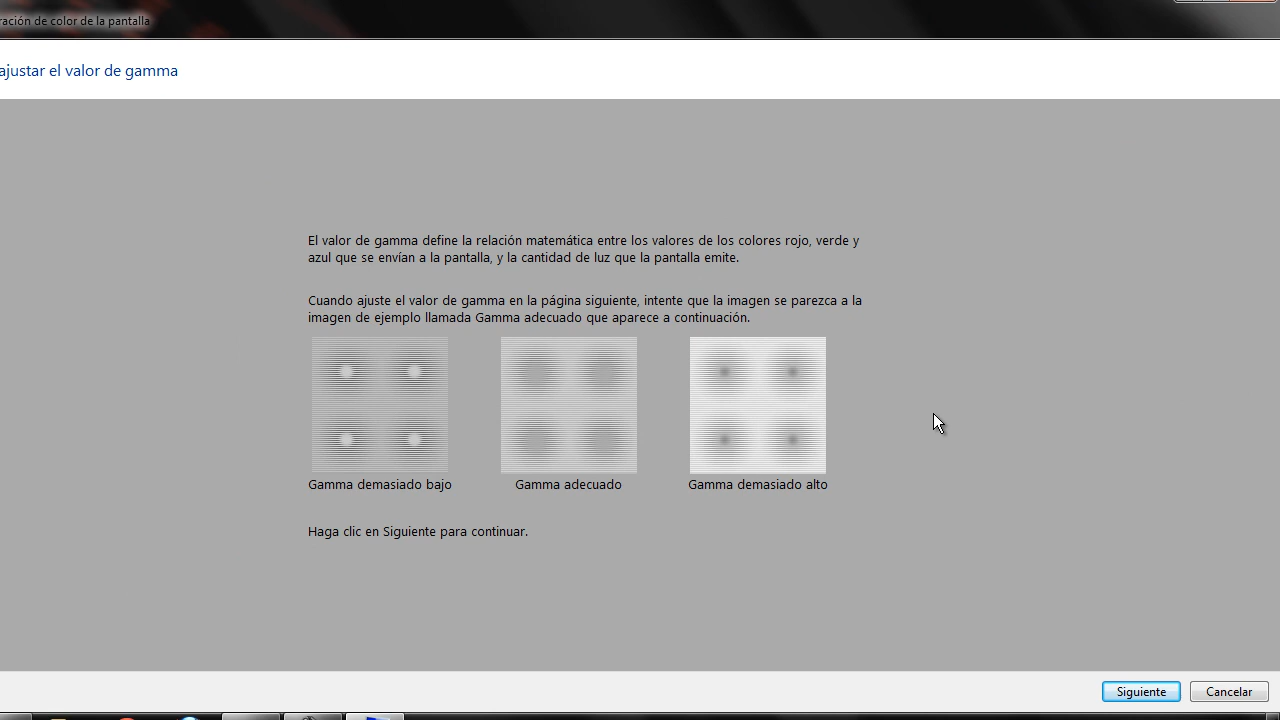 ración de color de la pantalla
ajustar el valor de gamma
El valor de gamma define la relación matemática entre los valores de los colores rojo, verde y
azul que se envían a la pantalla, y la cantidad de luz que la pantalla emite.
Cuando ajuste el valor de gamma en la página siguiente, intente que la imagen se parezca a la
imagen de ejemplo llamada Gamma adecuado que aparece a continuación.
Gamma demasiado bajo
Gamma adecuado
Gamma demasiado alto
Haga clic en Siguiente para continuar.
Siguiente
Cancelar